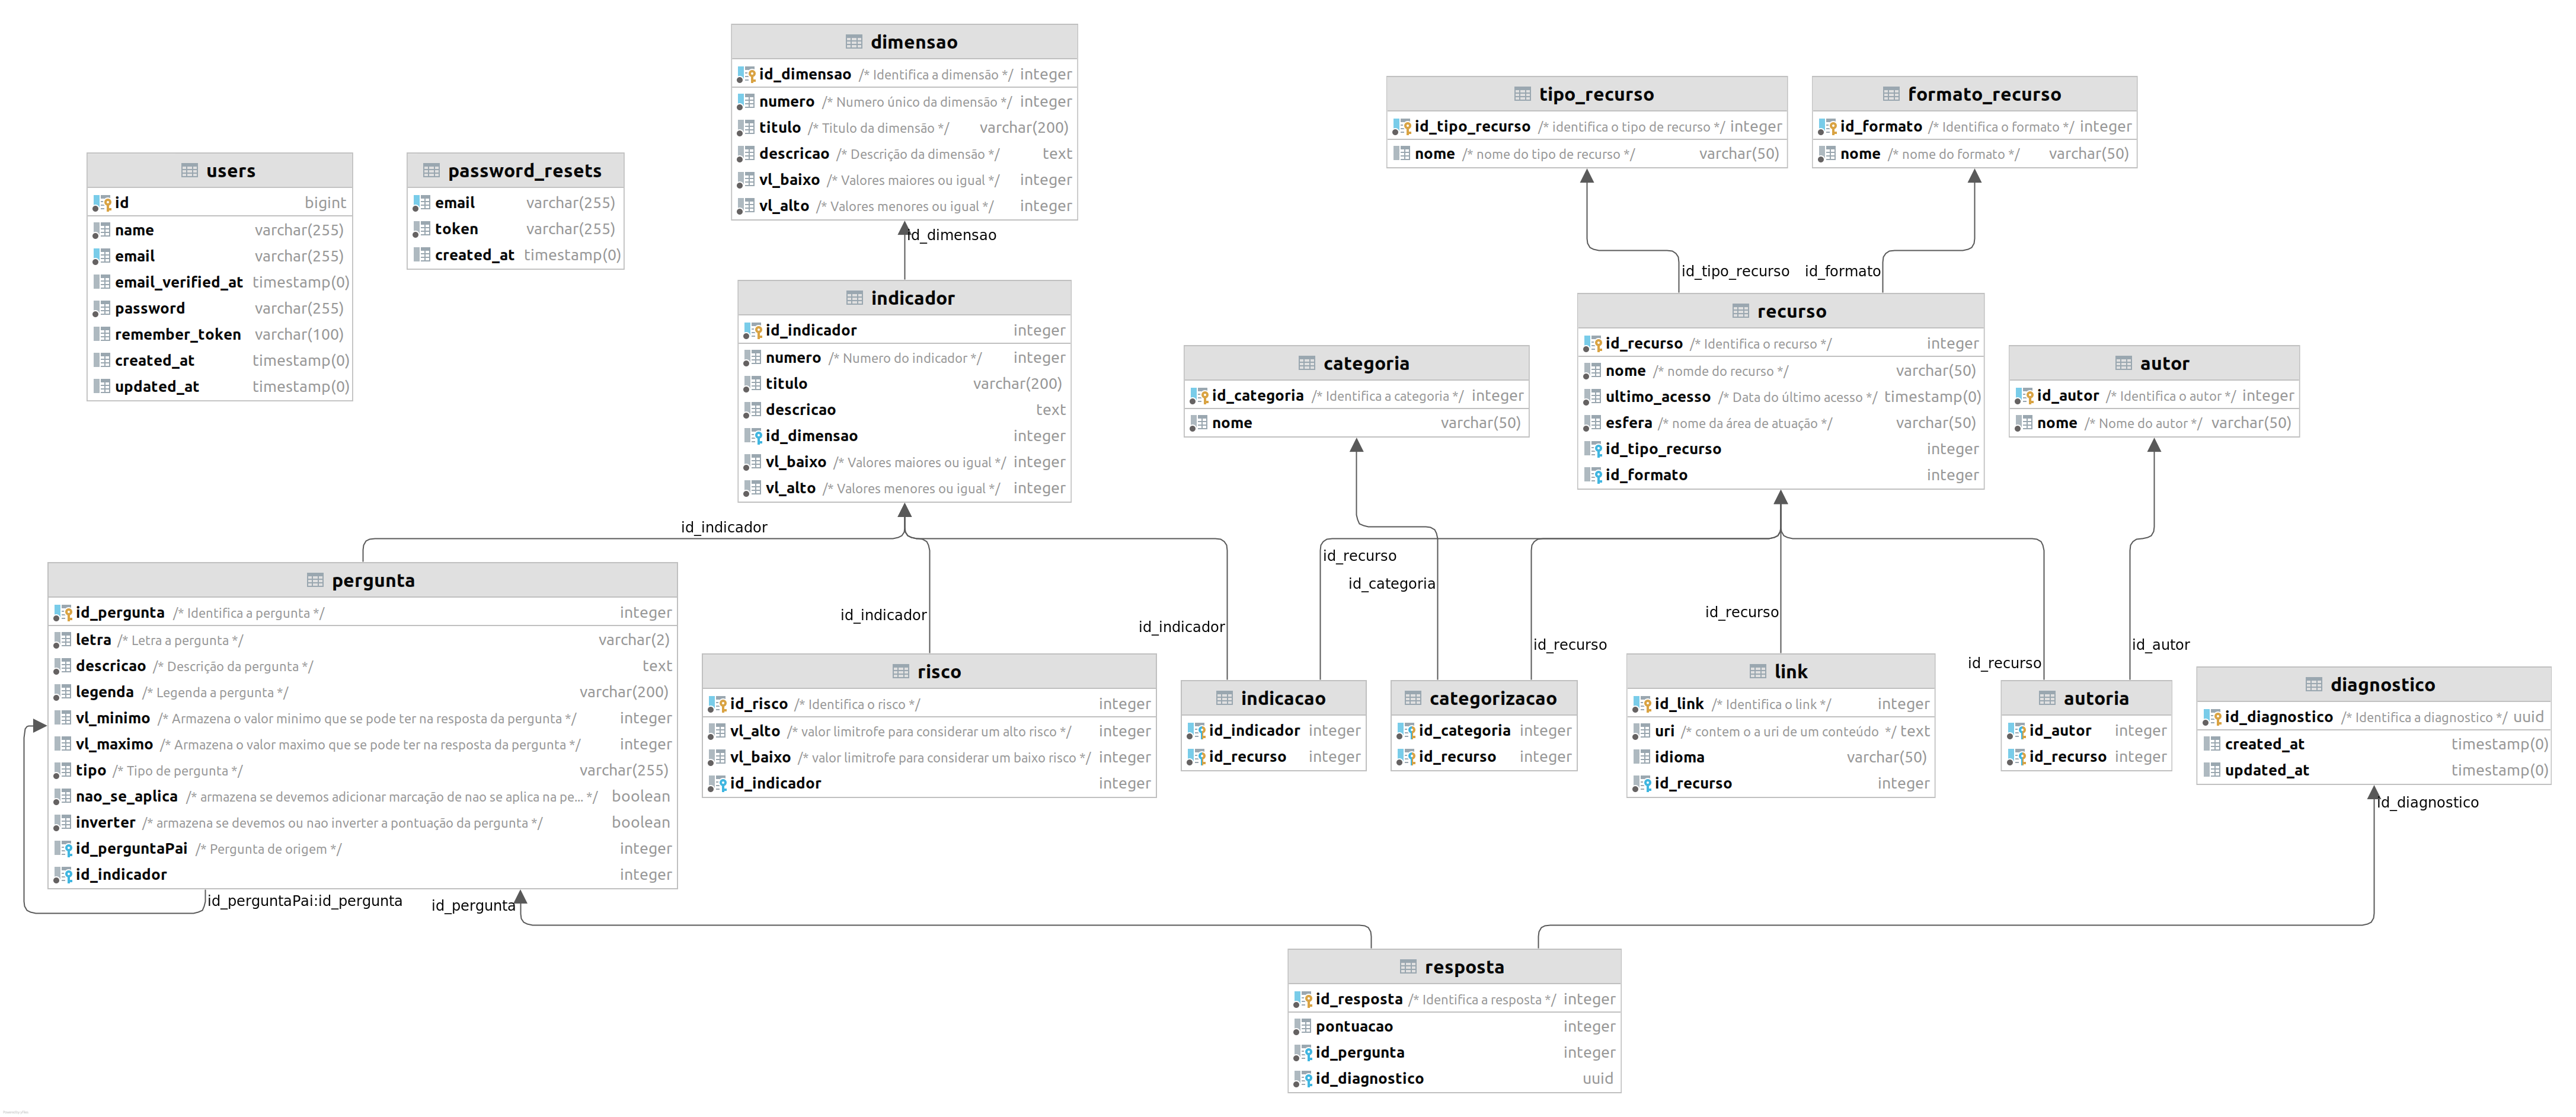 dimensao
id_dimensao /* Identifica a dimensão */ integer
numero /* Numero único da dimensão */ integer
titulo /* Titulo da dimensão */ varchar(200)
descricao /* Descrição da dimensão */ text
vl_baixo /* Valores maiores ou igual */ integer
vl_alto /* Valores menores ou igual */ integer
tipo_recurso
id_tipo_recurso /* identifica o tipo de recurso */ integer
nome /* nome do tipo de recurso */ varchar(50)
formato_recurso
id_formato /* Identifica o formato */ integer
nome /* nome do formato */ varchar(50)
users
id bigint
name varchar(255)
email varchar(255)
email_verified_at timestamp(0)
password varchar(255)
remember_token varchar(100)
created_at timestamp(0)
updated_at timestamp(0)
password_resets
email varchar(255)
token varchar(255)
created_at timestamp(0)
id_dimensao
id_tipo_recurso
id_formato
indicador
id_indicador integer
numero /* Numero do indicador */ integer
titulo varchar(200)
descricao text
id_dimensao integer
vl_baixo /* Valores maiores ou igual */ integer
vl_alto /* Valores menores ou igual */ integer
categoria
id_categoria /* Identifica a categoria */ integer
nome varchar(50)
recurso
id_recurso /* Identifica o recurso */ integer
nome /* nomde do recurso */ varchar(50)
ultimo_acesso /* Data do último acesso */ timestamp(0)
esfera /* nome da área de atuação */ varchar(50)
id_tipo_recurso integer
id_formato integer
autor
id_autor /* Identifica o autor */ integer
nome /* Nome do autor */ varchar(50)
id_indicador
id_recurso
id_categoria
id_indicador
id_indicador
id_recurso
id_recurso
id_recurso
id_autor
pergunta
id_pergunta /* Identifica a pergunta */ integer
letra /* Letra a pergunta */ varchar(2)
descricao /* Descrição da pergunta */ text
legenda /* Legenda a pergunta */ varchar(200)
vl_minimo /* Armazena o valor minimo que se pode ter na resposta da pergunta */ integer
vl_maximo /* Armazena o valor maximo que se pode ter na resposta da pergunta */ integer
tipo /* Tipo de pergunta */ varchar(255)
nao_se_aplica /* armazena se devemos adicionar marcação de nao se aplica na pe... */ boolean
inverter /* armazena se devemos ou nao inverter a pontuação da pergunta */ boolean
id_perguntaPai /* Pergunta de origem */ integer
id_indicador integer
risco
id_risco /* Identifica o risco */ integer
vl_alto /* valor limitrofe para considerar um alto risco */ integer
vl_baixo /* valor limitrofe para considerar um baixo risco */ integer
id_indicador integer
indicacao
id_indicador integer
id_recurso integer
categorizacao
id_categoria integer
id_recurso integer
link
id_link /* Identifica o link */ integer
uri /* contem o a uri de um conteúdo */ text
idioma varchar(50)
id_recurso integer
autoria
id_autor integer
id_recurso integer
diagnostico
id_diagnostico /* Identifica a diagnostico */ uuid
created_at timestamp(0)
updated_at timestamp(0)
id_diagnostico
id_perguntaPai:id_pergunta
id_pergunta
resposta
id_resposta /* Identifica a resposta */ integer
pontuacao integer
id_pergunta integer
id_diagnostico uuid